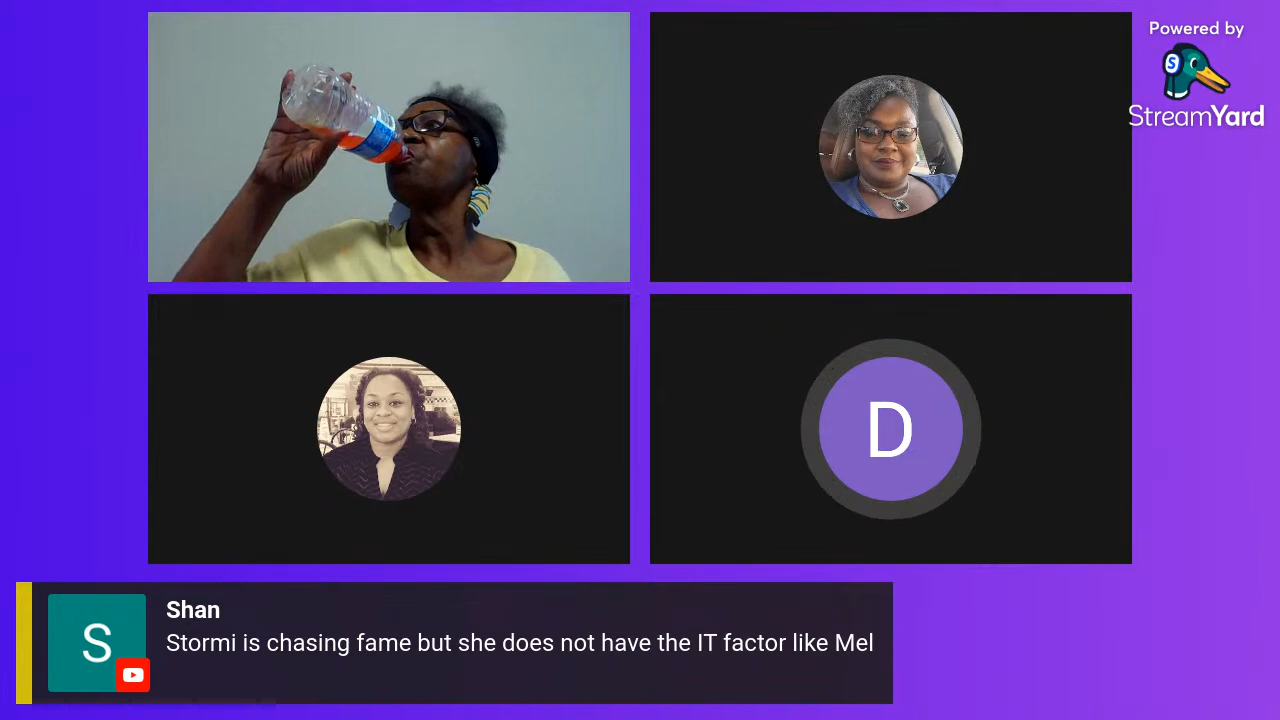 Powered by
S
StreamYard
D
S
Shan
Stormi is chasing fame but she does not have the IT factor like Mel